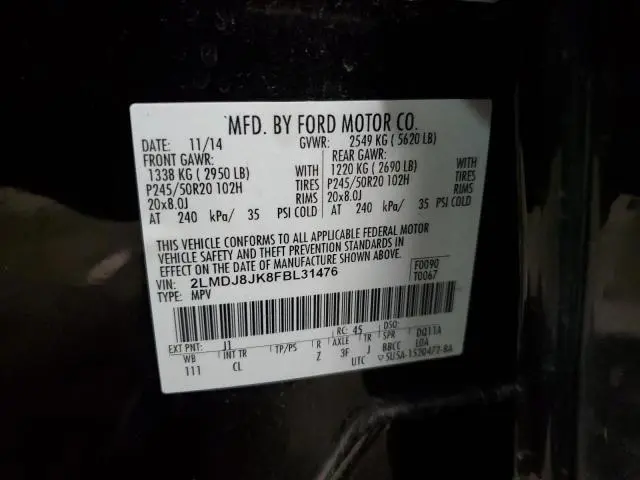 MFD. BY FORD MOTOR CO.
DATE: 11/14 GVWR: 2549 KG ( 5620 LB)
FRONT GAWR: REAR GAWR:
1338 KG ( 2950 LB) WITH 1220 KG ( 2690 LB) WITH
P245/50R20 102H TIRES P245/50R20 102H TIRES
20x8.0J RIMS 20x8.0J RIMS
AT 240 kPa/ 35 PSI COLD AT 240 kPa/ 35 PSI COLD
THIS VEHICLE CONFORMS TO ALL APPLICABLE FEDERAL MOTOR
VEHICLE SAFETY AND THEFT PREVENTION STANDARDS IN
EFFECT ON THE DATE OF MANUFACTURE SHOWN ABOVE.
VIN: 2LMDJ8JK8FBL31476 F0090
TYPE: MPV T0067
EXT PNT: J1 RC: 45 DSO:
WB INT TR TP/PS R AXLE TR SPR DQ11A
111 CL Z 3F J BBCC L0A
UTC